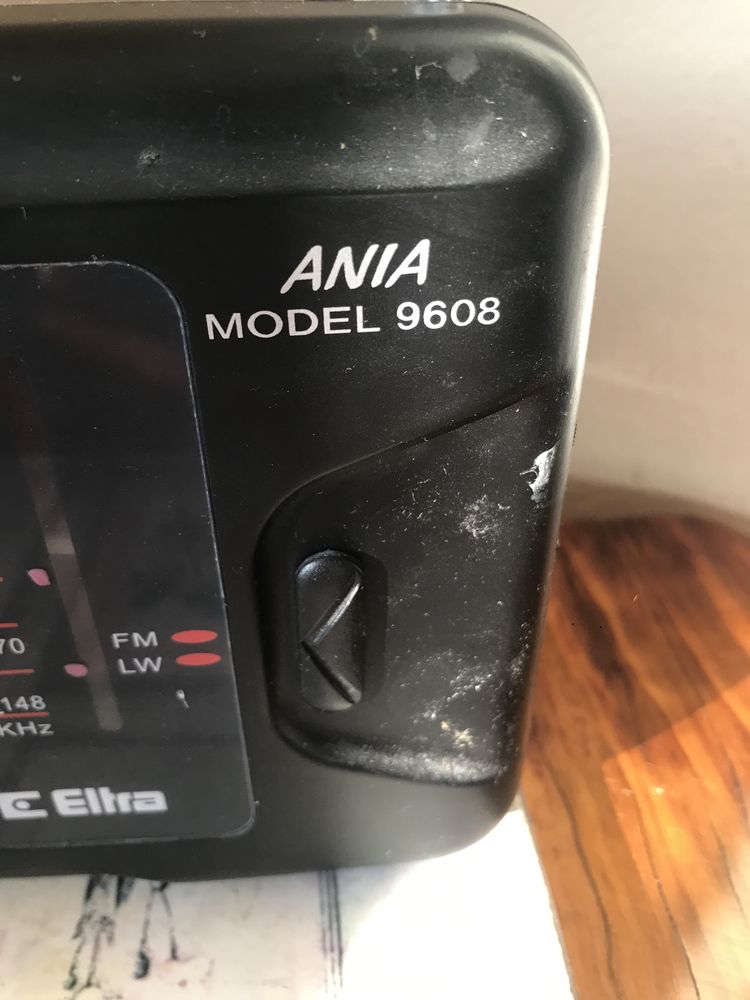 ANIA
MODEL 9608
FM
70
LW
148
KHz
Eltra